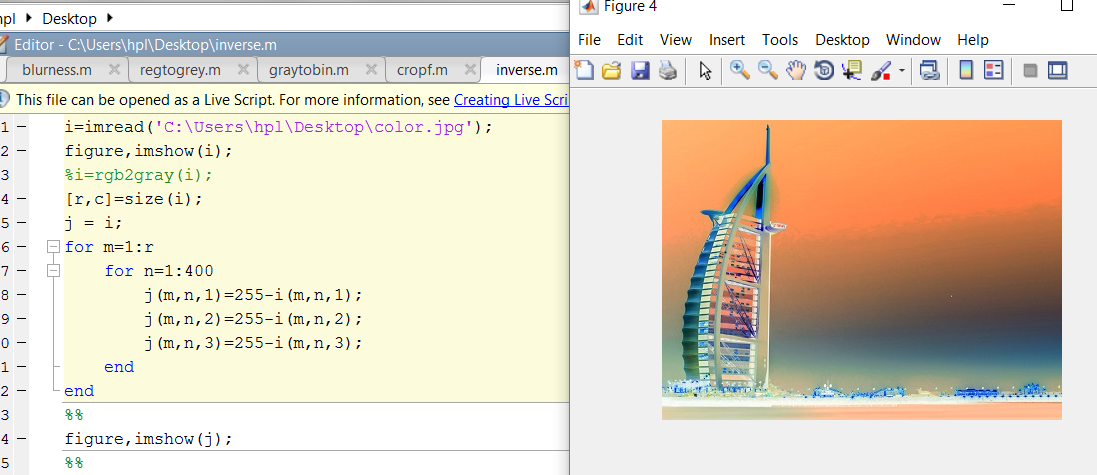 hpl ▸ Desktop ▸
Editor - C:\Users\hpl\Desktop\inverse.m
blurness.m × regtogrey.m × graytobin.m × cropf.m × inverse.m
This file can be opened as a Live Script. For more information, see Creating Live Scri
1 – i=imread('C:\Users\hpl\Desktop\color.jpg');
2 – figure,imshow(i);
3 %i=rgb2gray(i);
4 – [r,c]=size(i);
5 – j = i;
6 – for m=1:r
7 – for n=1:400
8 – j(m,n,1)=255-i(m,n,1);
9 – j(m,n,2)=255-i(m,n,2);
0 – j(m,n,3)=255-i(m,n,3);
1 – end
2 – end
3 %%
4 – figure,imshow(j);
5 %%
Figure 4
File Edit View Insert Tools Desktop Window Help